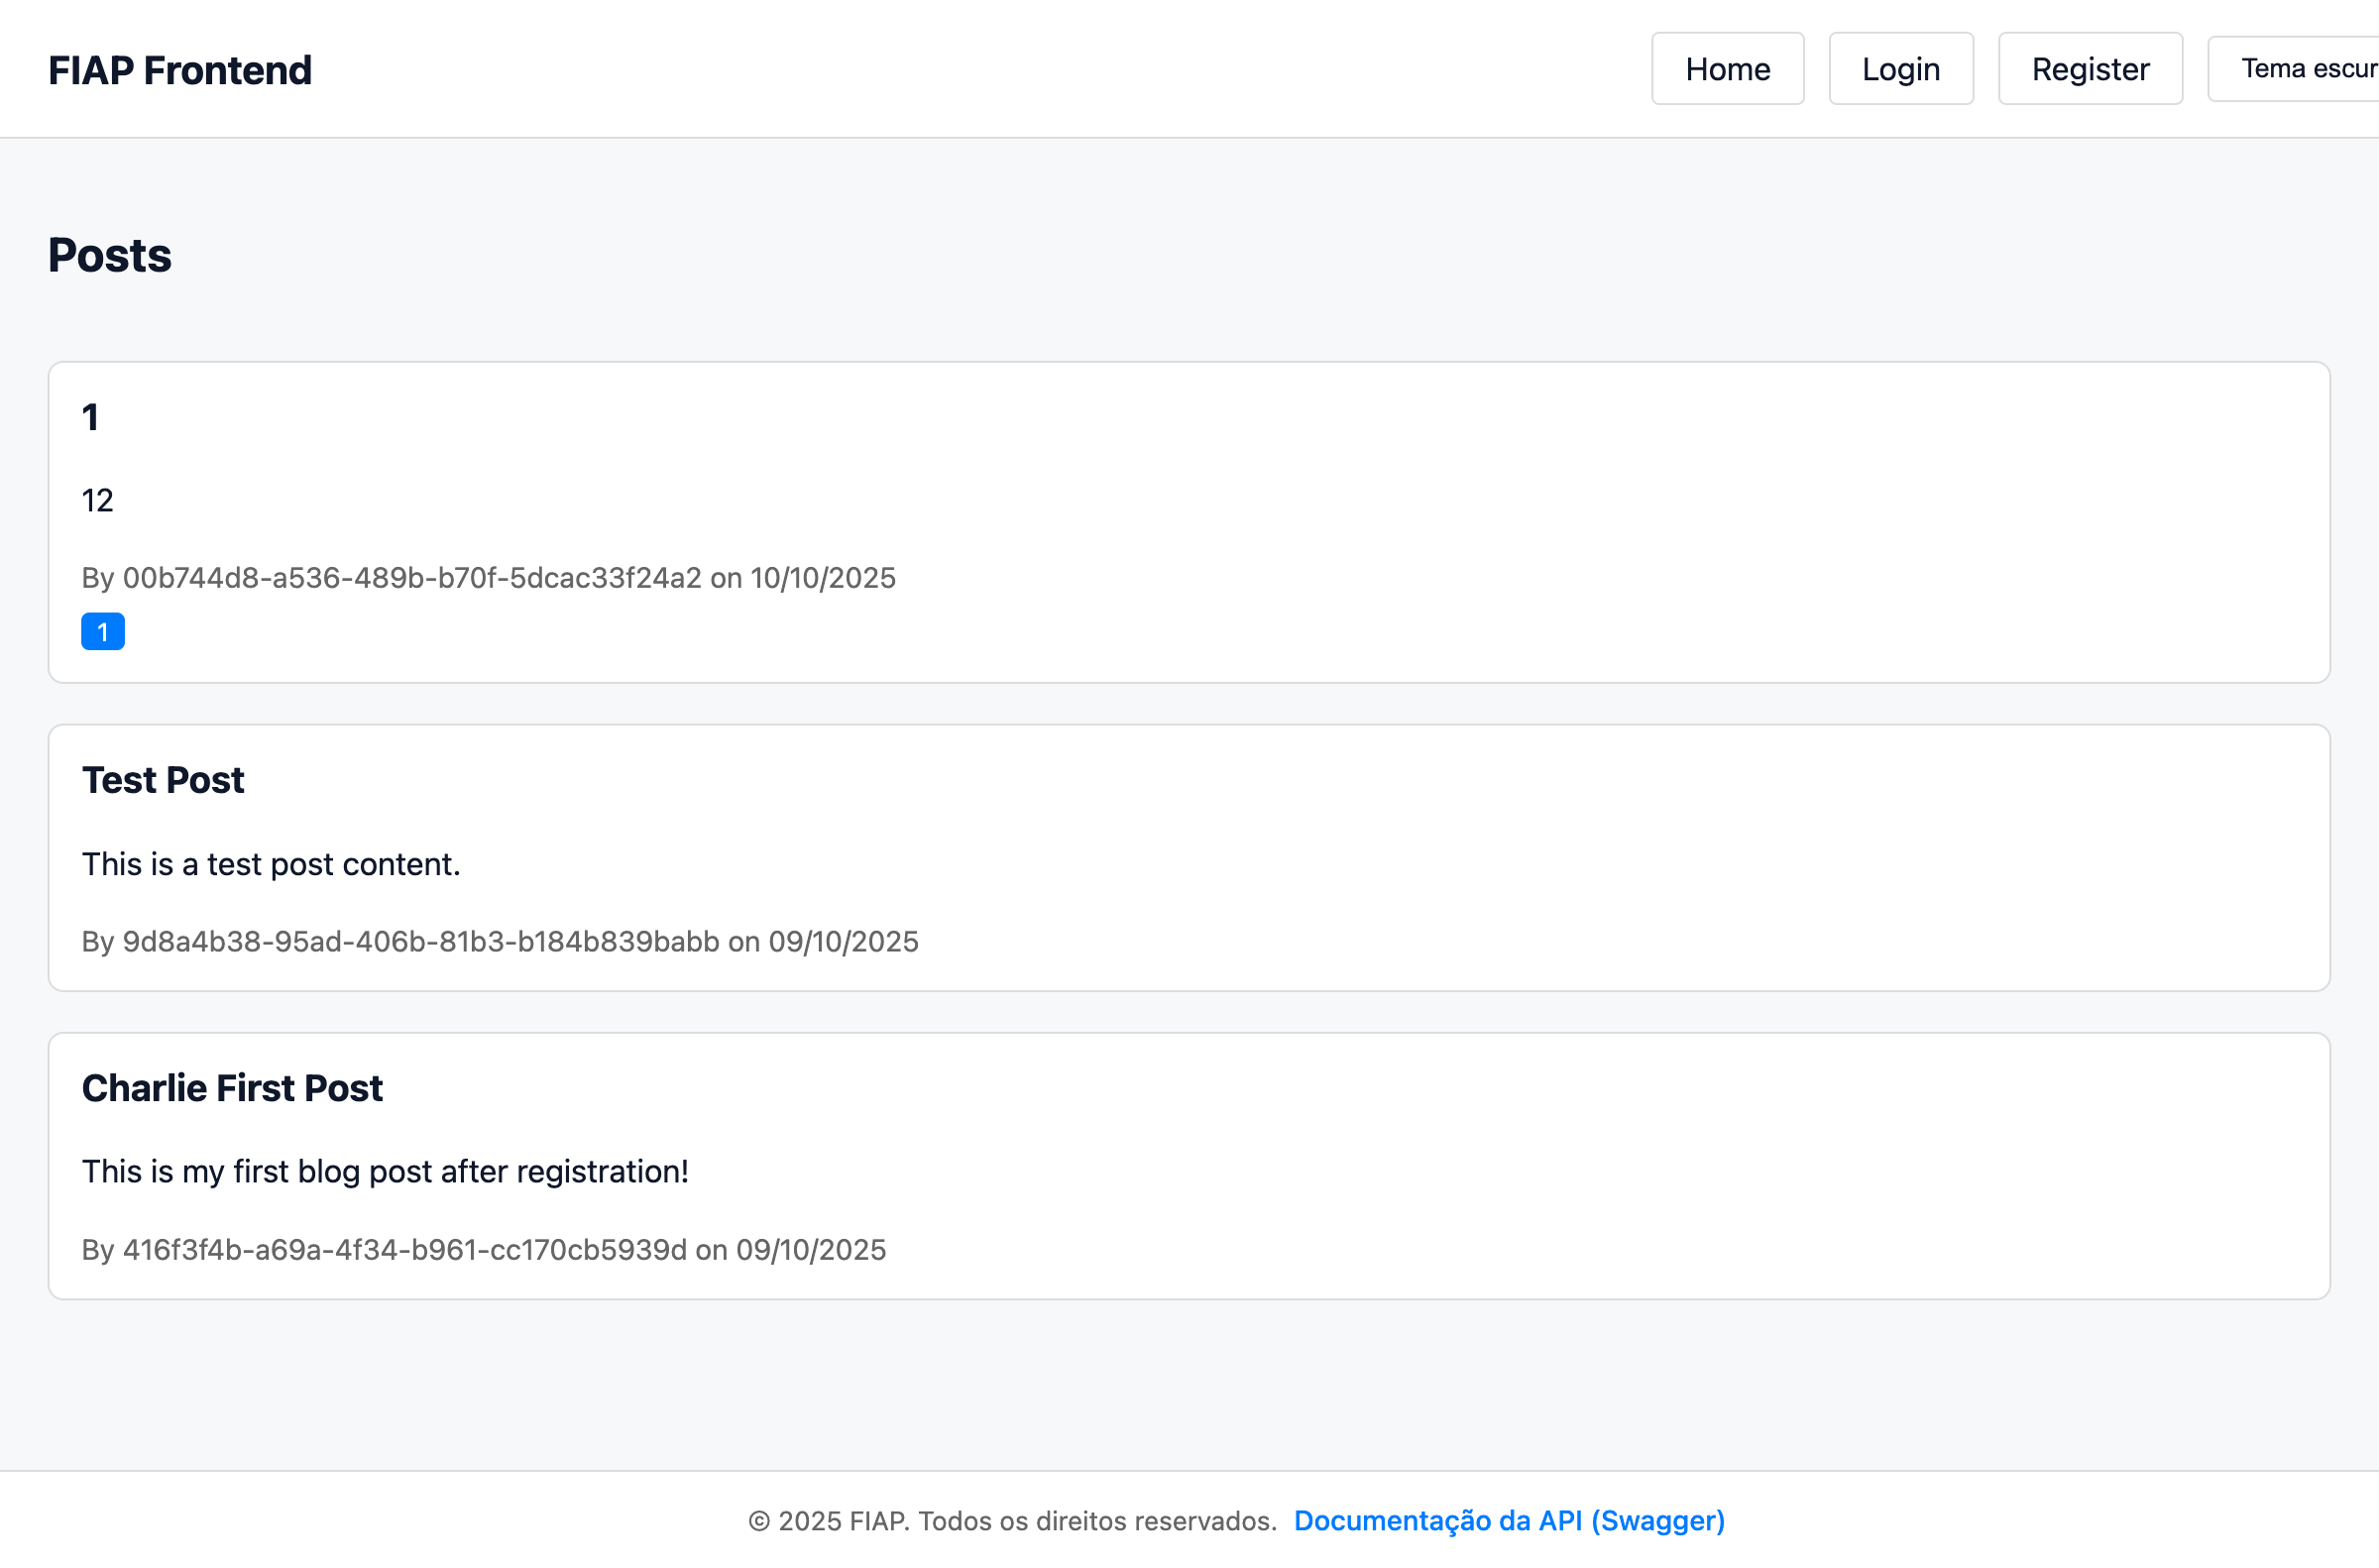 FIAP Frontend
Home
Login
Register
Tema escur
Posts
1
12
By 00b744d8-a536-489b-b70f-5dcac33f24a2 on 10/10/2025
1
Test Post
This is a test post content.
By 9d8a4b38-95ad-406b-81b3-b184b839babb on 09/10/2025
Charlie First Post
This is my first blog post after registration!
By 416f3f4b-a69a-4f34-b961-cc170cb5939d on 09/10/2025
© 2025 FIAP. Todos os direitos reservados. Documentação da API (Swagger)